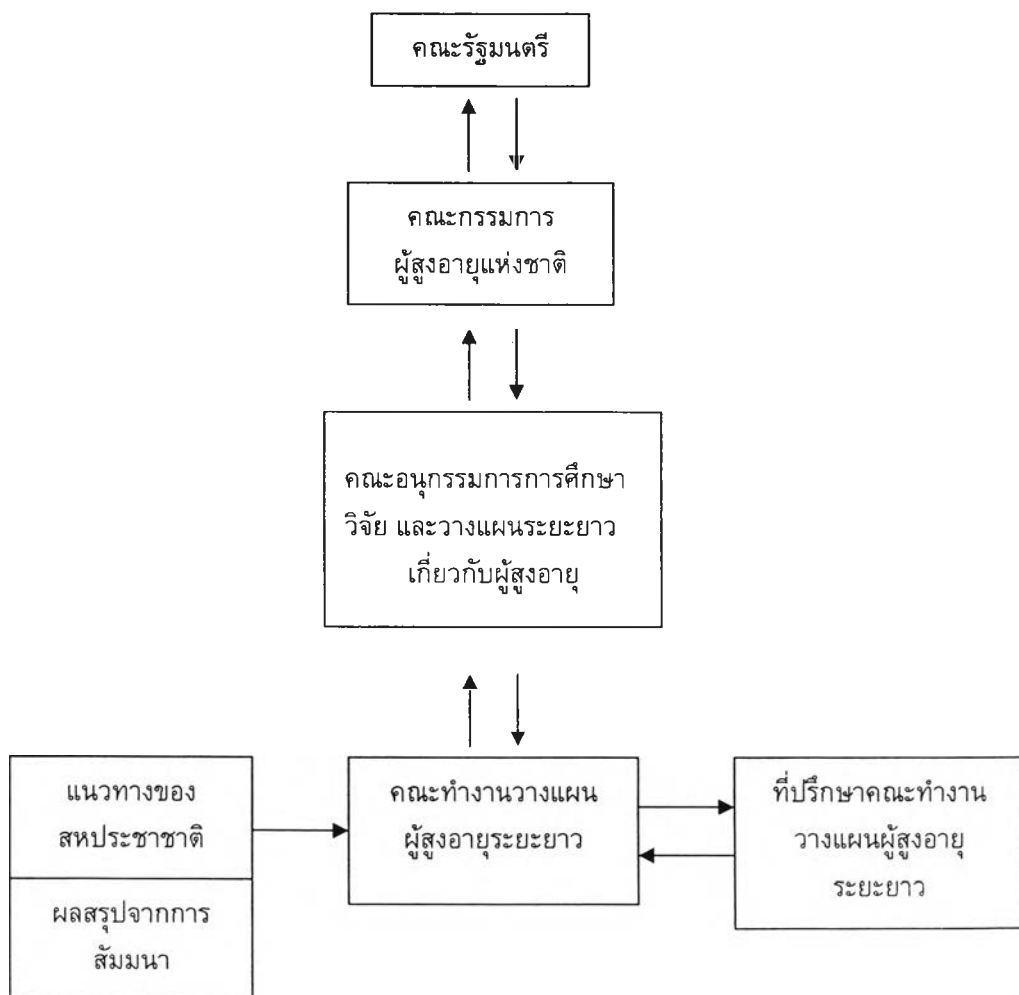 คณะรัฐมนตรี
คณะกรรมการ
ผู้สูงอายุแห่งชาติ
คณะอนุกรรมการการศึกษา
วิจัย และวางแผนระยะยาว
เกี่ยวกับผู้สูงอายุ
แนวทางของ
สหประชาชาติ
ผลสรุปจากการ
สัมมนา
คณะทำงานวางแผน
ผู้สูงอายุระยะยาว
ที่ปรึกษาคณะทำงาน
วางแผนผู้สูงอายุ
ระยะยาว